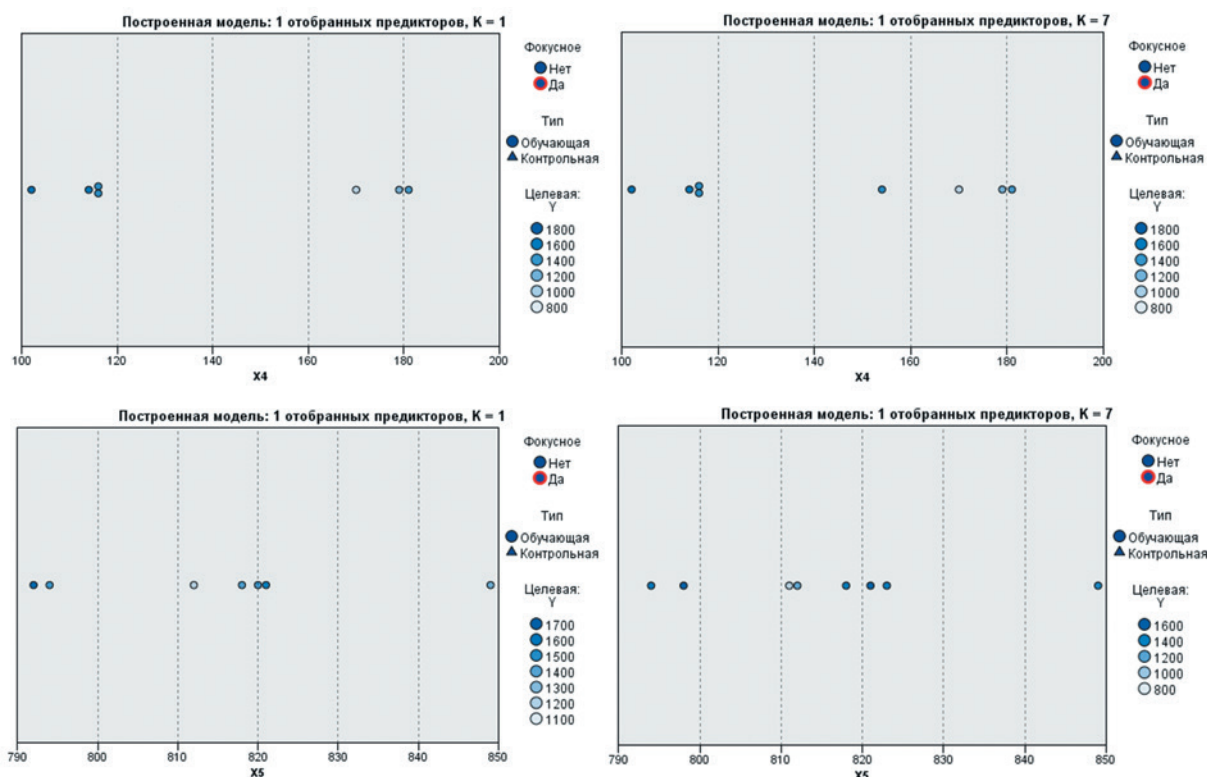 Построенная модель: 1 отобранных предикторов, K = 1
Фокусное
Нет
Да
Тип
Обучающая
Контрольная
Целевая:
Y
1800
1600
1400
1200
1000
800
100 120 140 160 180 200
X4
Построенная модель: 1 отобранных предикторов, K = 7
Фокусное
Нет
Да
Тип
Обучающая
Контрольная
Целевая:
Y
1800
1600
1400
1200
1000
800
100 120 140 160 180 200
X4
Построенная модель: 1 отобранных предикторов, K = 1
Фокусное
Нет
Да
Тип
Обучающая
Контрольная
Целевая:
Y
1700
1600
1500
1400
1300
1200
1100
790 800 810 820 830 840 850
X5
Построенная модель: 1 отобранных предикторов, K = 7
Фокусное
Нет
Да
Тип
Обучающая
Контрольная
Целевая:
Y
1600
1400
1200
1000
800
790 800 810 820 830 840 850
X5